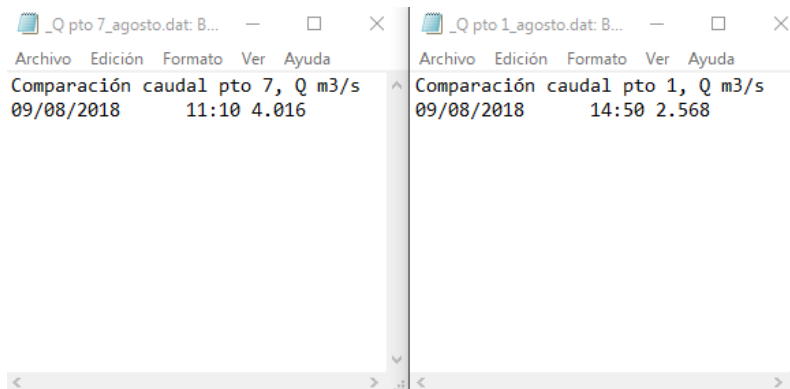 _Q pto 7_agosto.dat: B...
Archivo Edición Formato Ver Ayuda
Comparación caudal pto 7, Q m3/s
09/08/2018 11:10 4.016
_Q pto 1_agosto.dat: B...
Archivo Edición Formato Ver Ayuda
Comparación caudal pto 1, Q m3/s
09/08/2018 14:50 2.568